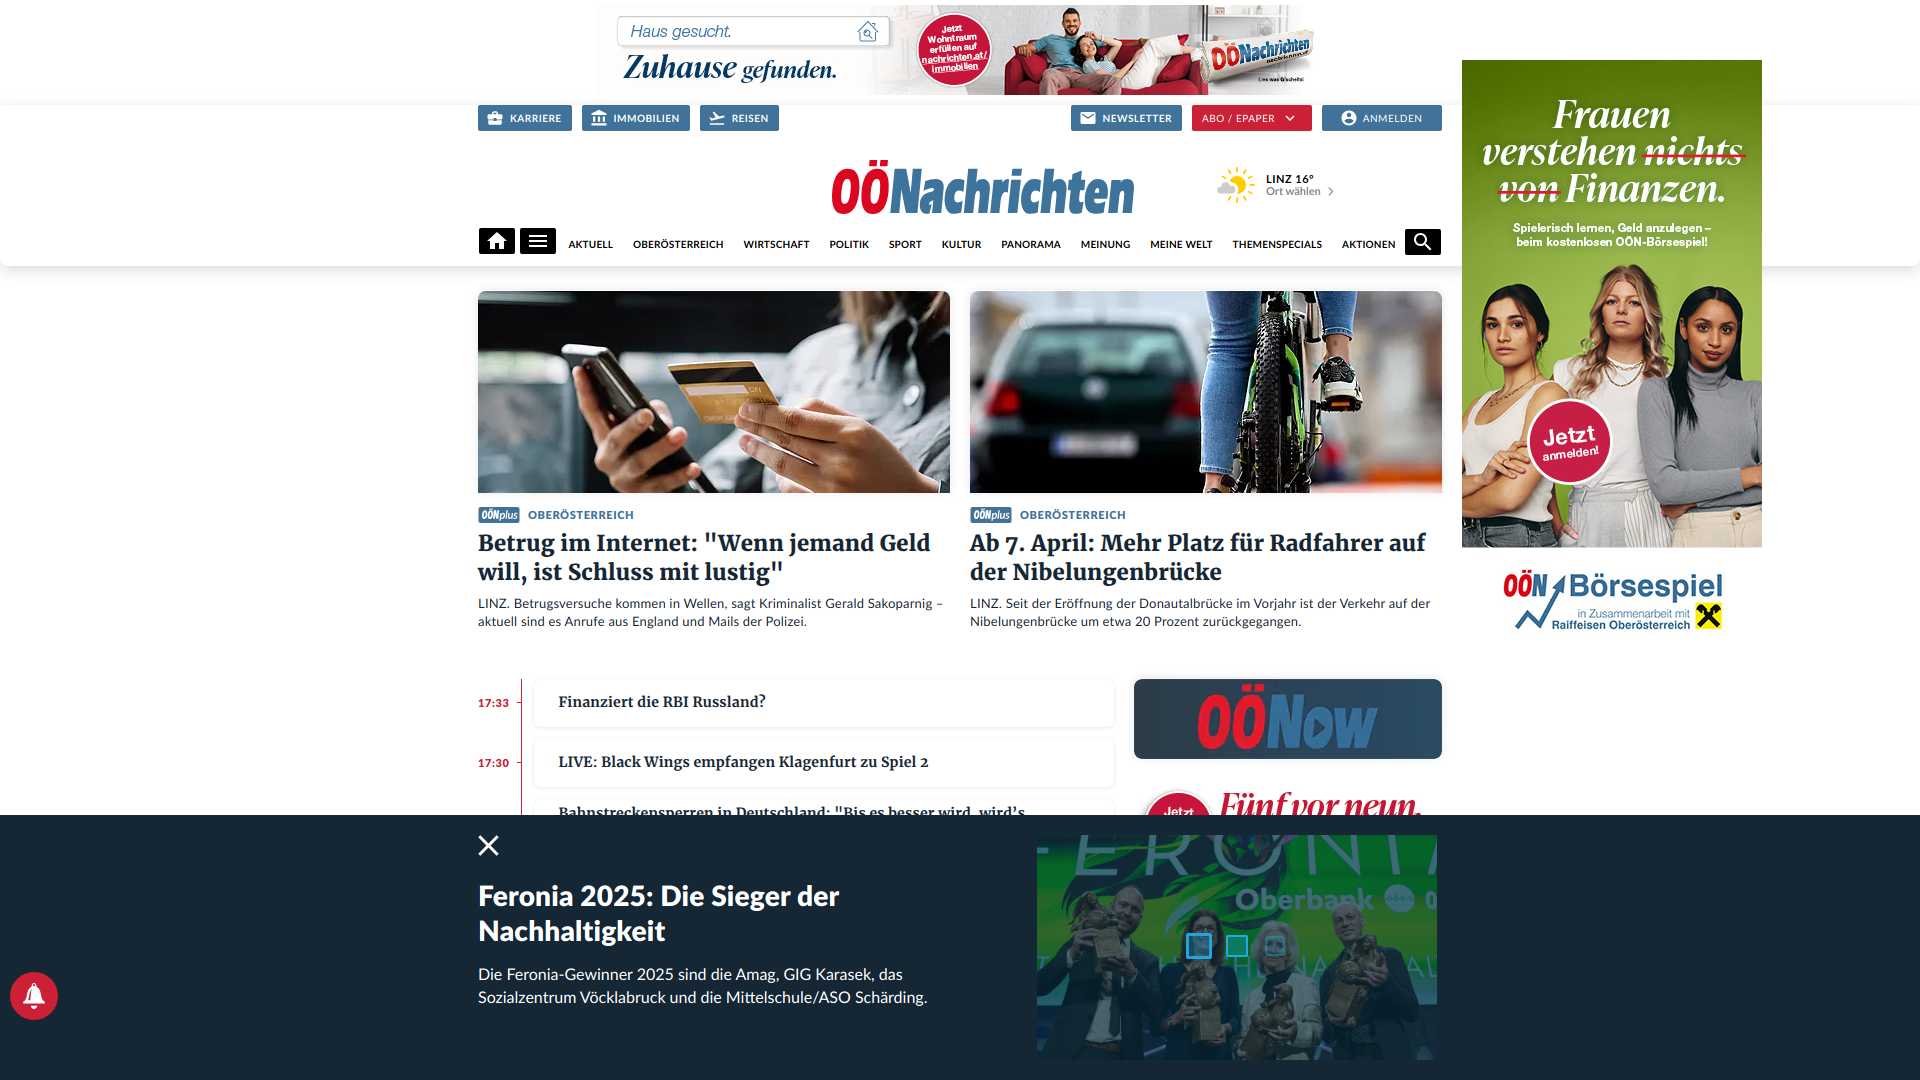 Haus gesucht.
Zuhause gefunden.
Jetzt
Wohntraum
erfüllen auf
nachrichten.at/
immobilien
OÖNachrichten
Lies was G'scheits!
KARRIERE
IMMOBILIEN
REISEN
NEWSLETTER
ABO / EPAPER
ANMELDEN
OÖNachrichten
LINZ 16°
Ort wählen
AKTUELL
OBERÖSTERREICH
WIRTSCHAFT
POLITIK
SPORT
KULTUR
PANORAMA
MEINUNG
MEINE WELT
THEMENSPECIALS
AKTIONEN
Frauen
verstehen nichts
von Finanzen.
Spielerisch lernen, Geld anzulegen –
beim kostenlosen OÖN-Börsespiel!
Jetzt
anmelden!
OÖN Börsespiel
in Zusammenarbeit mit
Raiffeisen Oberösterreich
OÖNplus OBERÖSTERREICH
Betrug im Internet: "Wenn jemand Geld
will, ist Schluss mit lustig"
LINZ. Betrugsversuche kommen in Wellen, sagt Kriminalist Gerald Sakoparnig –
aktuell sind es Anrufe aus England und Mails der Polizei.
OÖNplus OBERÖSTERREICH
Ab 7. April: Mehr Platz für Radfahrer auf
der Nibelungenbrücke
LINZ. Seit der Eröffnung der Donautalbrücke im Vorjahr ist der Verkehr auf der
Nibelungenbrücke um etwa 20 Prozent zurückgegangen.
17:33
Finanziert die RBI Russland?
17:30
LIVE: Black Wings empfangen Klagenfurt zu Spiel 2
Bahnstreckensperren in Deutschland: "Bis es besser wird, wird's
OÖNow
Jetzt
Fünf vor neun.
Feronia 2025: Die Sieger der
Nachhaltigkeit
Die Feronia-Gewinner 2025 sind die Amag, GIG Karasek, das
Sozialzentrum Vöcklabruck und die Mittelschule/ASO Schärding.
FERONIA
Oberbank